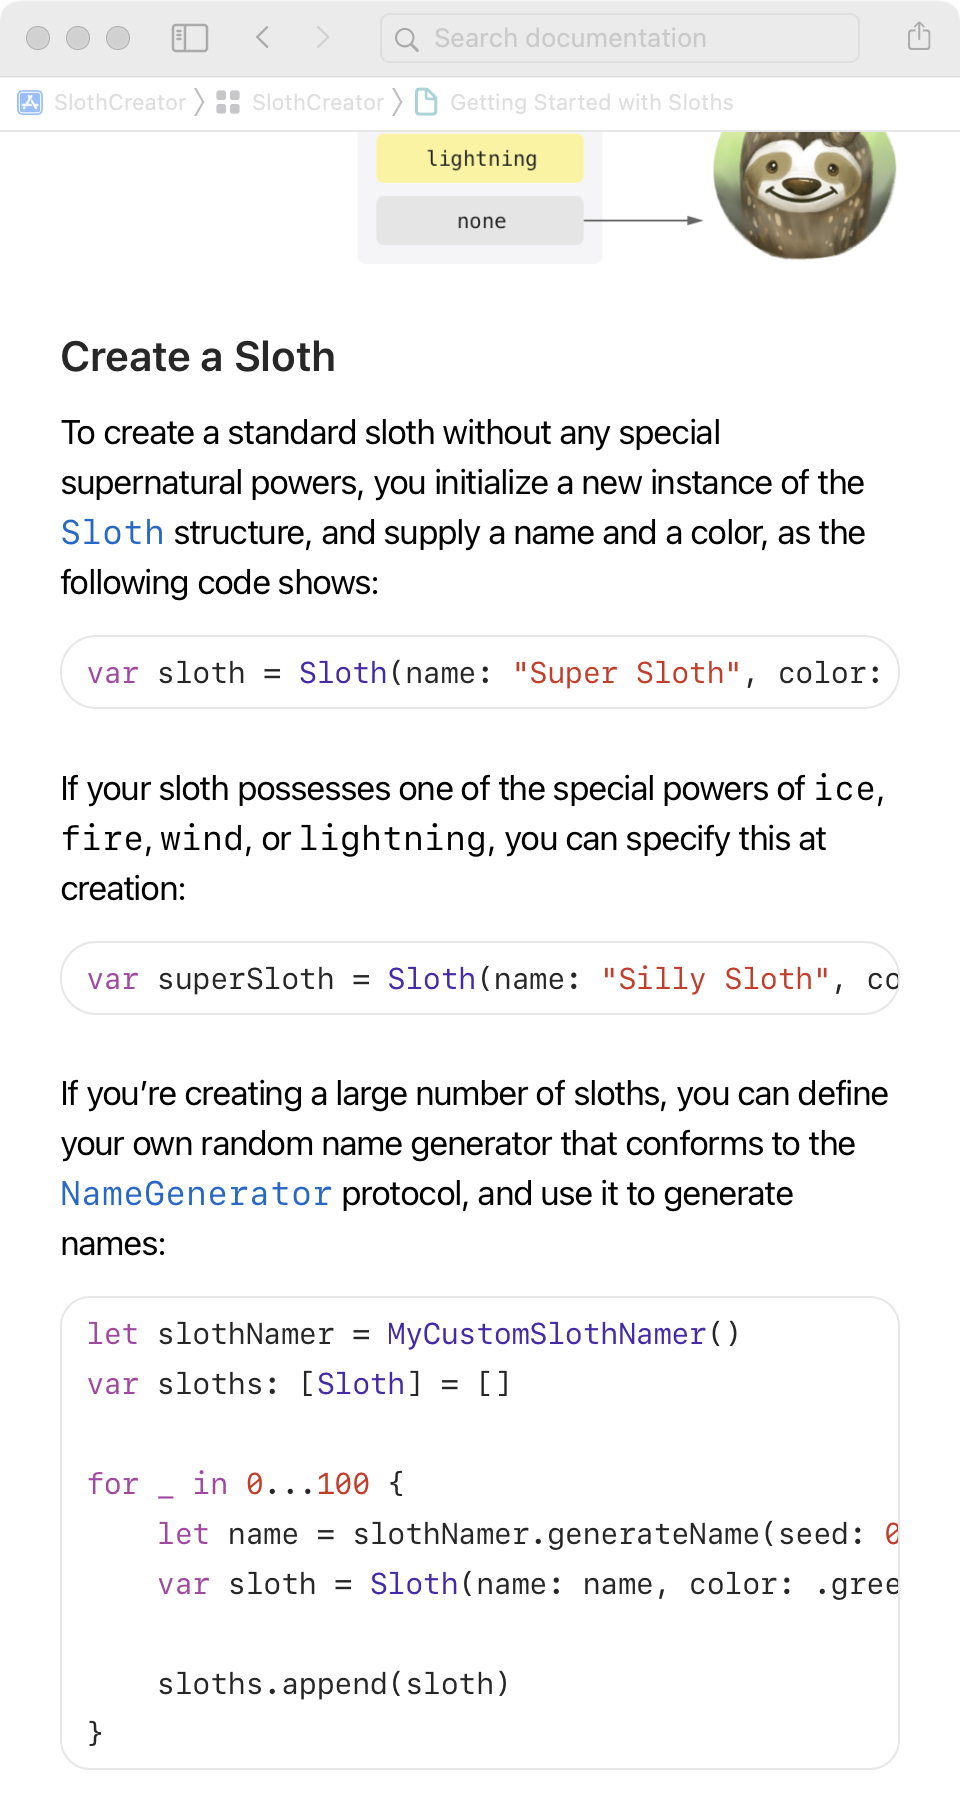 Search documentation
SlothCreator SlothCreator Getting Started with Sloths
lightning
none
Create a Sloth
To create a standard sloth without any special
supernatural powers, you initialize a new instance of the
Sloth structure, and supply a name and a color, as the
following code shows:
var sloth = Sloth(name: "Super Sloth", color:
If your sloth possesses one of the special powers of ice,
fire, wind, or lightning, you can specify this at
creation:
var superSloth = Sloth(name: "Silly Sloth", co
If you’re creating a large number of sloths, you can define
your own random name generator that conforms to the
NameGenerator protocol, and use it to generate
names:
let slothNamer = MyCustomSlothNamer()
var sloths: [Sloth] = []
for _ in 0...100 {
    let name = slothNamer.generateName(seed: 0
    var sloth = Sloth(name: name, color: .gree
    sloths.append(sloth)
}